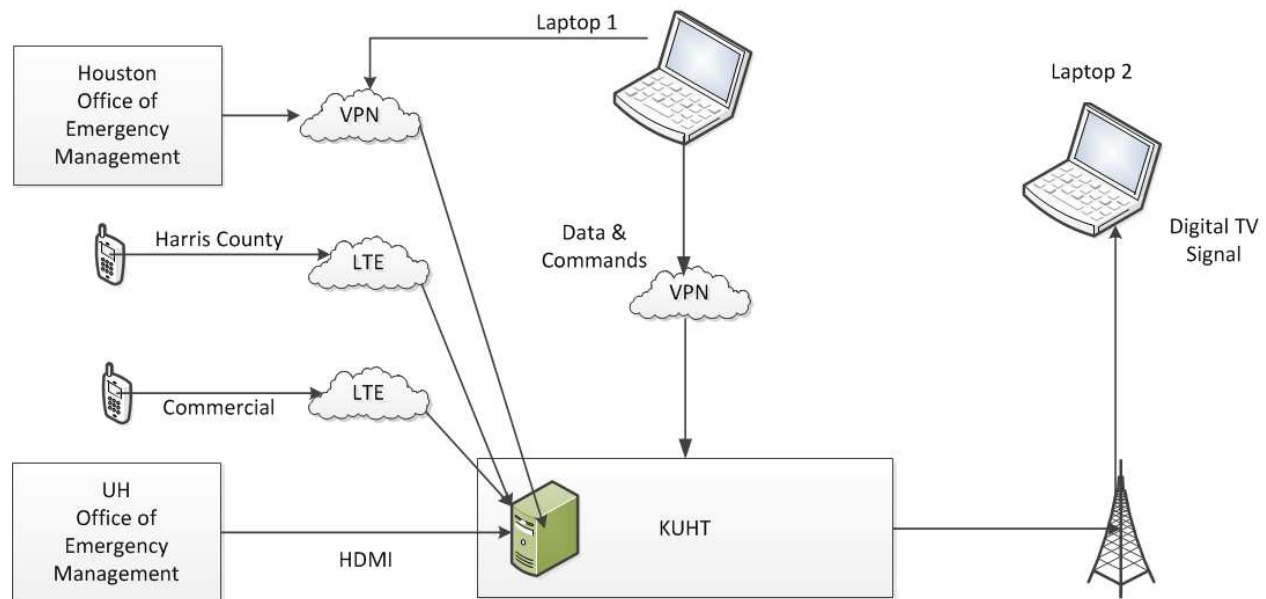 Laptop 1
Houston
Office of
Emergency
Management
VPN
Laptop 2
Harris County
LTE
Data &
Commands
VPN
Digital TV
Signal
Commercial
LTE
UH
Office of
Emergency
Management
HDMI
KUHT